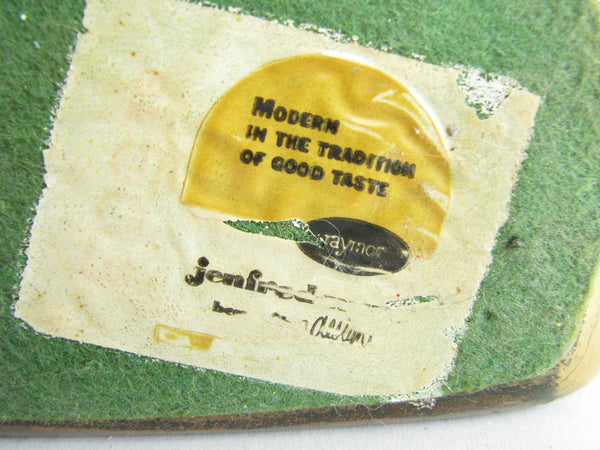 MODERN
IN THE TRADITION
OF GOOD TASTE
raymor
jenfred